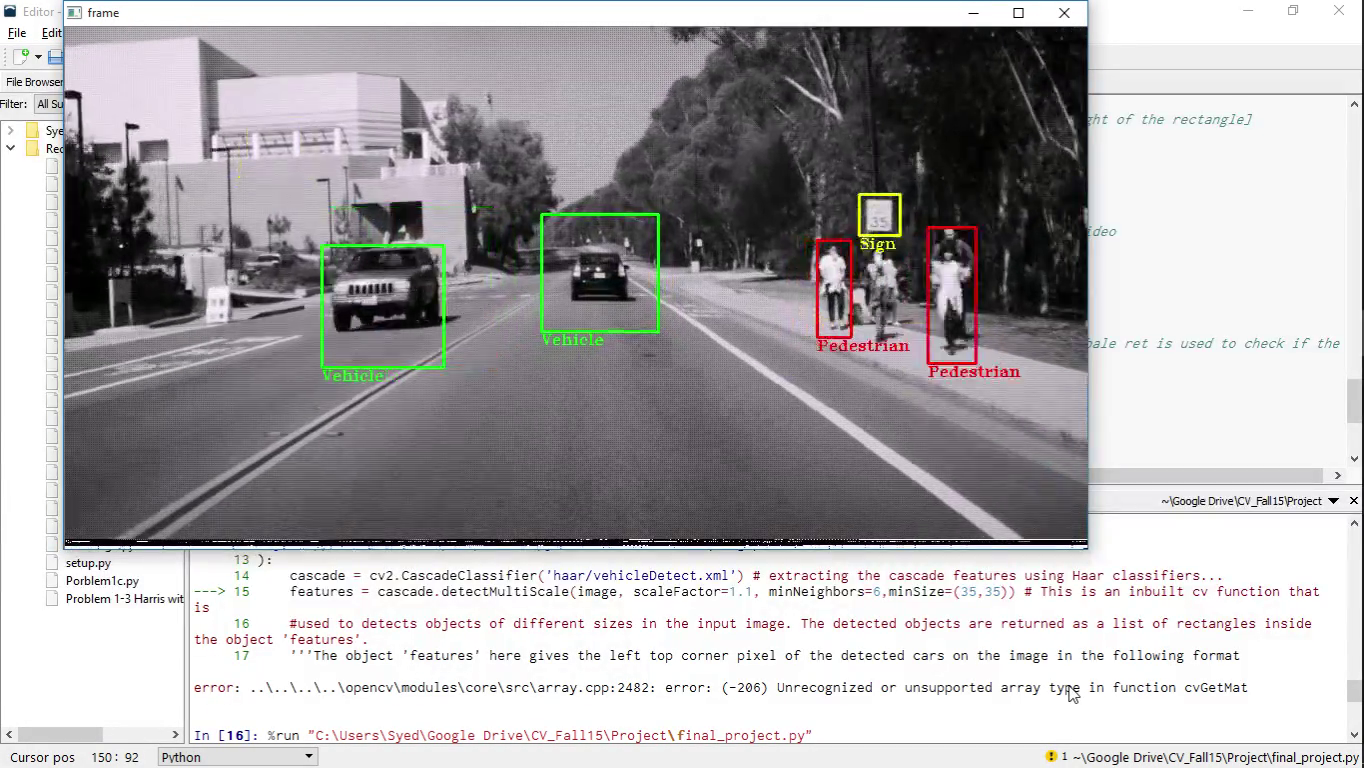 Editor -
frame
File Edit
File Browser
Filter: All Su
Sye
Rec
ght of the rectangle]
ideo
35
Sign
Pedestrian
Pedestrian
Vehicle
Vehicle
bale ret is used to check if the
~\Google Drive\CV_Fall15\Project
setup.py
Porblem1c.py
Problem 1-3 Harris wit
13 ):
14 cascade = cv2.CascadeClassifier('haar/vehicleDetect.xml') # extracting the cascade features using Haar classifiers...
---> 15 features = cascade.detectMultiScale(image, scaleFactor=1.1, minNeighbors=6,minSize=(35,35)) # This is an inbuilt cv function that
is
16 #used to detects objects of different sizes in the input image. The detected objects are returned as a list of rectangles inside
the object 'features'.
17 '''The object 'features' here gives the left top corner pixel of the detected cars on the image in the following format
error: ..\..\..\..\opencv\modules\core\src\array.cpp:2482: error: (-206) Unrecognized or unsupported array type in function cvGetMat
In [16]: %run "C:\Users\Syed\Google Drive\CV_Fall15\Project\final_project.py"
Cursor pos 150: 92 Python 1 ~\Google Drive\CV_Fall15\Project\final_project.py